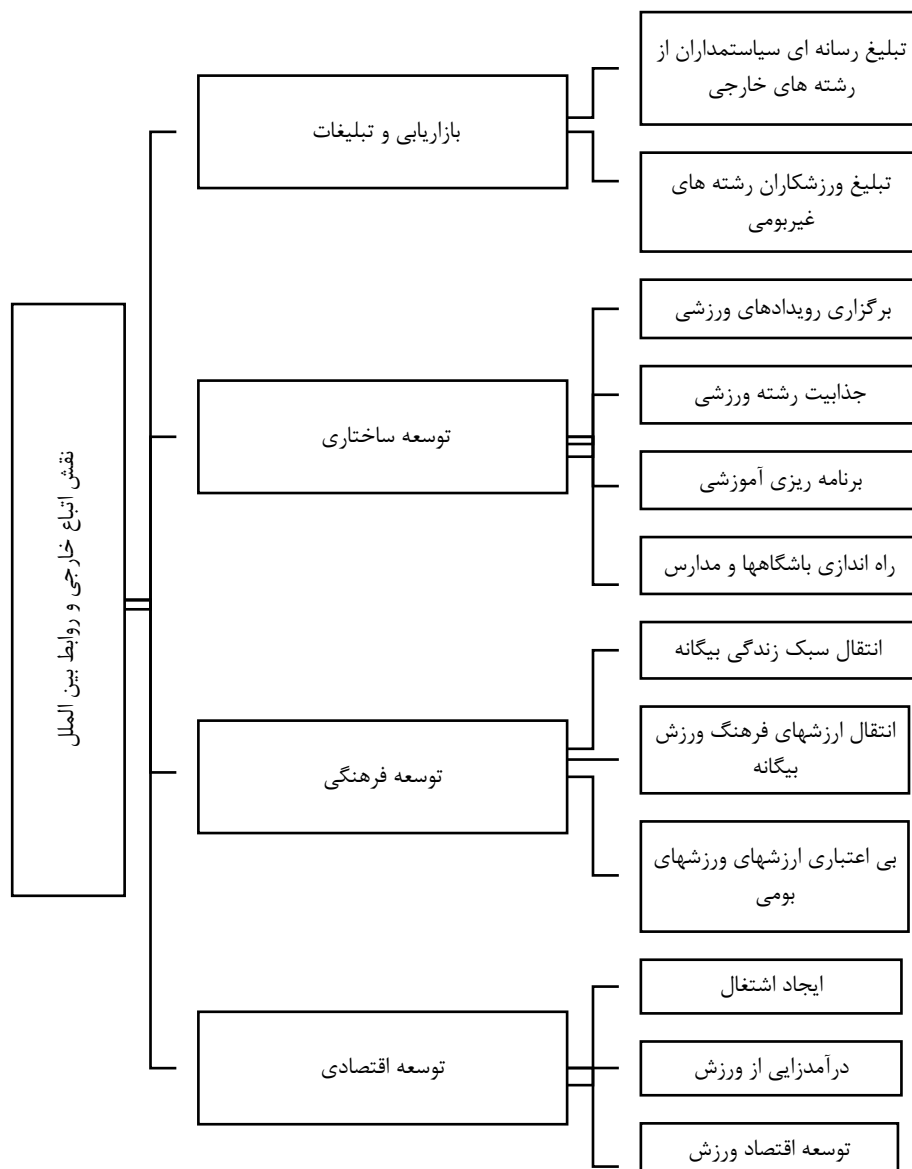 نقش اتباع خارجی و روابط بین الملل
بازاریابی و تبلیغات
تبلیغ رسانه ای سیاستمداران از
رشته های خارجی
تبلیغ ورزشکاران رشته های
غیربومی
توسعه ساختاری
برگزاری رویدادهای ورزشی
جذابیت رشته ورزشی
برنامه ریزی آموزشی
راه اندازی باشگاهها و مدارس
توسعه فرهنگی
انتقال سبک زندگی بیگانه
انتقال ارزشهای فرهنگ ورزش
بیگانه
بی اعتباری ارزشهای ورزشهای
بومی
توسعه اقتصادی
ایجاد اشتغال
درآمدزایی از ورزش
توسعه اقتصاد ورزش